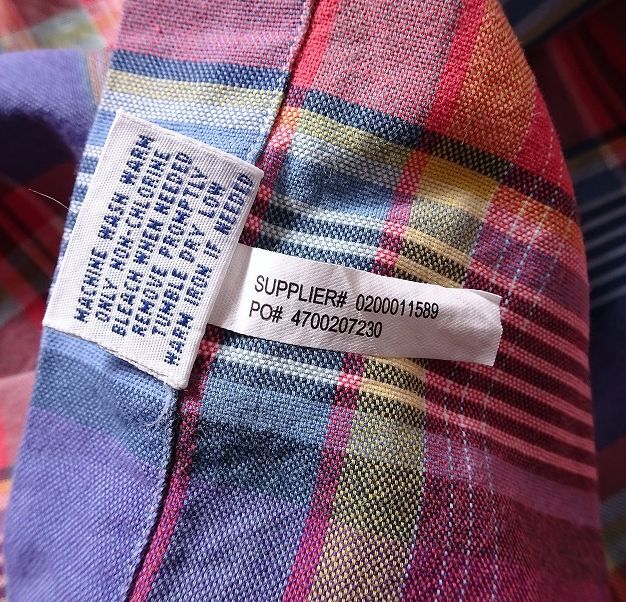 MACHINE WASH WARM
ONLY NON-CHLORINE
BLEACH WHEN NEEDED
TUMBLE DRY LOW
REMOVE PROMPTLY
WARM IRON IF NEEDED
SUPPLIER# 0200011589
PO# 4700207230